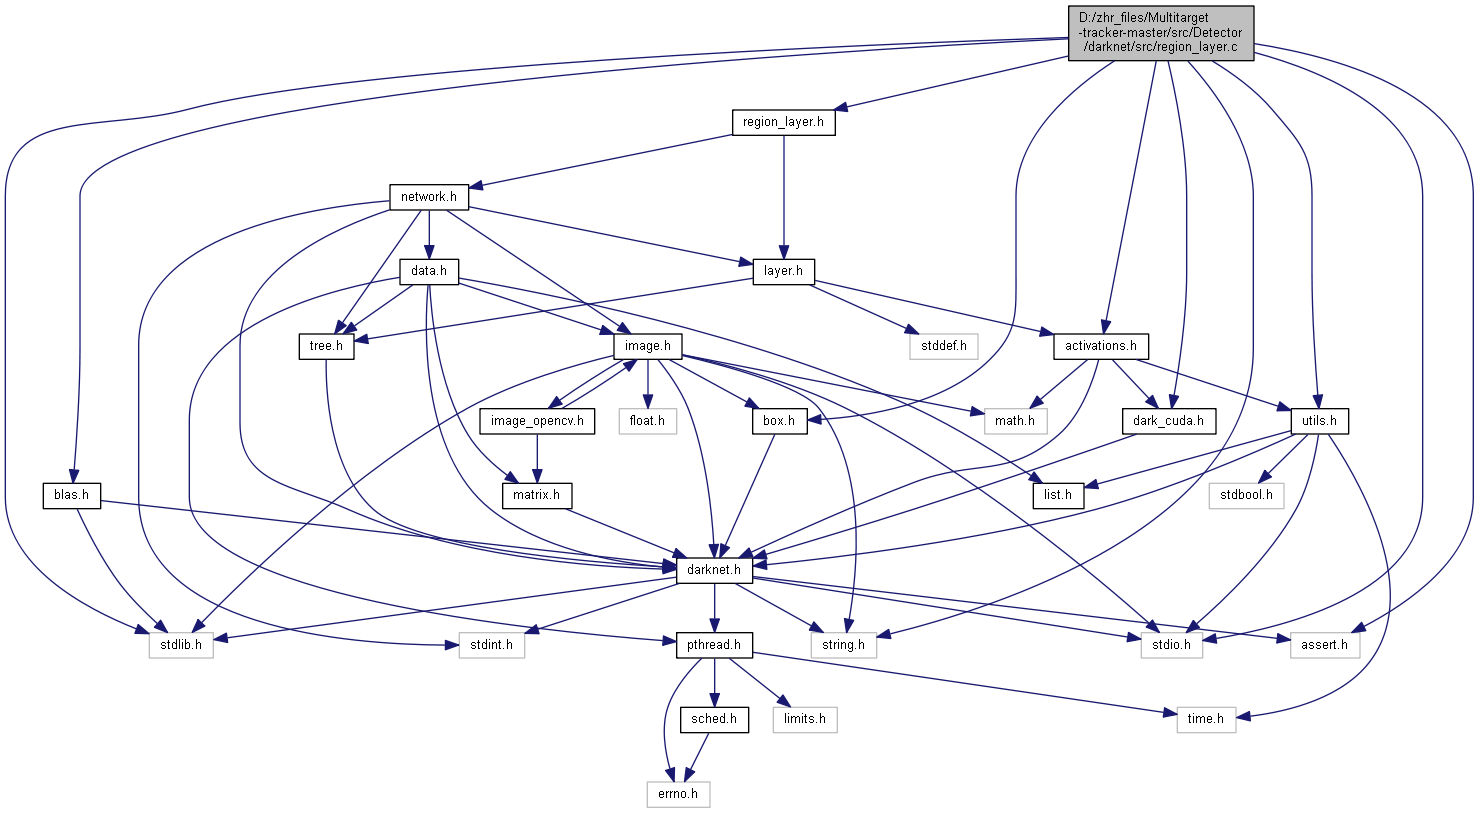 D:/zhr_files/Multitarget
-tracker-master/src/Detector
/darknet/src/region_layer.c
region_layer.h
network.h
data.h
layer.h
tree.h
image.h
stddef.h
activations.h
image_opencv.h
float.h
box.h
math.h
dark_cuda.h
utils.h
blas.h
matrix.h
list.h
stdbool.h
darknet.h
stdlib.h
stdint.h
pthread.h
string.h
stdio.h
assert.h
sched.h
limits.h
time.h
errno.h